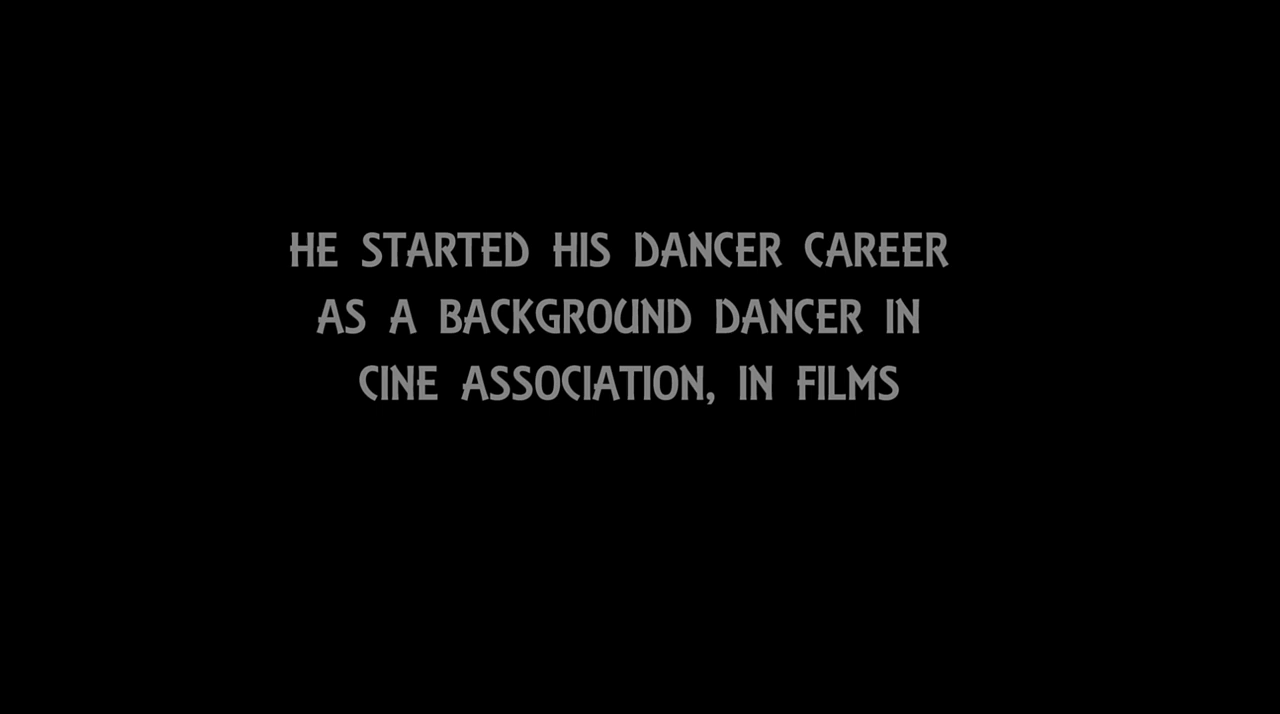 HE STARTED HIS DANCER CAREER
AS A BACKGROUND DANCER IN
CINE ASSOCIATION, IN FILMS